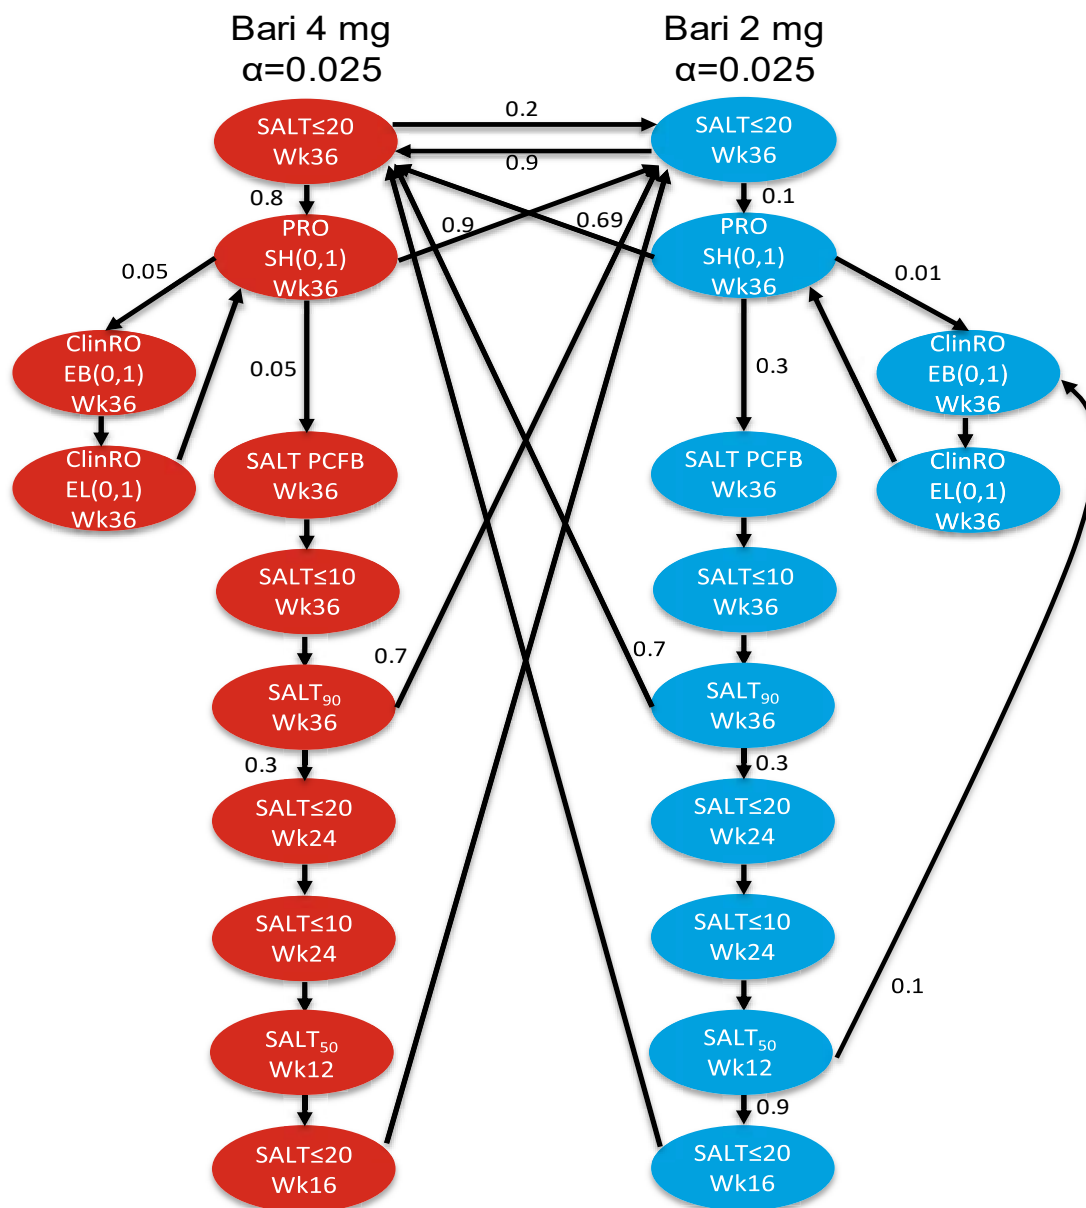 Bari 4 mg
α=0.025
Bari 2 mg
α=0.025
SALT≤20
Wk36
0.2
0.9
SALT≤20
Wk36
0.8
0.1
PRO
SH(0,1)
Wk36
0.9
0.69
PRO
SH(0,1)
Wk36
0.05
0.01
ClinRO
EB(0,1)
Wk36
0.05
0.3
ClinRO
EB(0,1)
Wk36
ClinRO
EL(0,1)
Wk36
SALT PCFB
Wk36
SALT PCFB
Wk36
ClinRO
EL(0,1)
Wk36
SALT≤10
Wk36
SALT≤10
Wk36
0.7
0.7
SALT₉₀
Wk36
SALT₉₀
Wk36
0.3
0.3
SALT≤20
Wk24
SALT≤20
Wk24
SALT≤10
Wk24
SALT≤10
Wk24
0.1
SALT₅₀
Wk12
SALT₅₀
Wk12
0.9
SALT≤20
Wk16
SALT≤20
Wk16